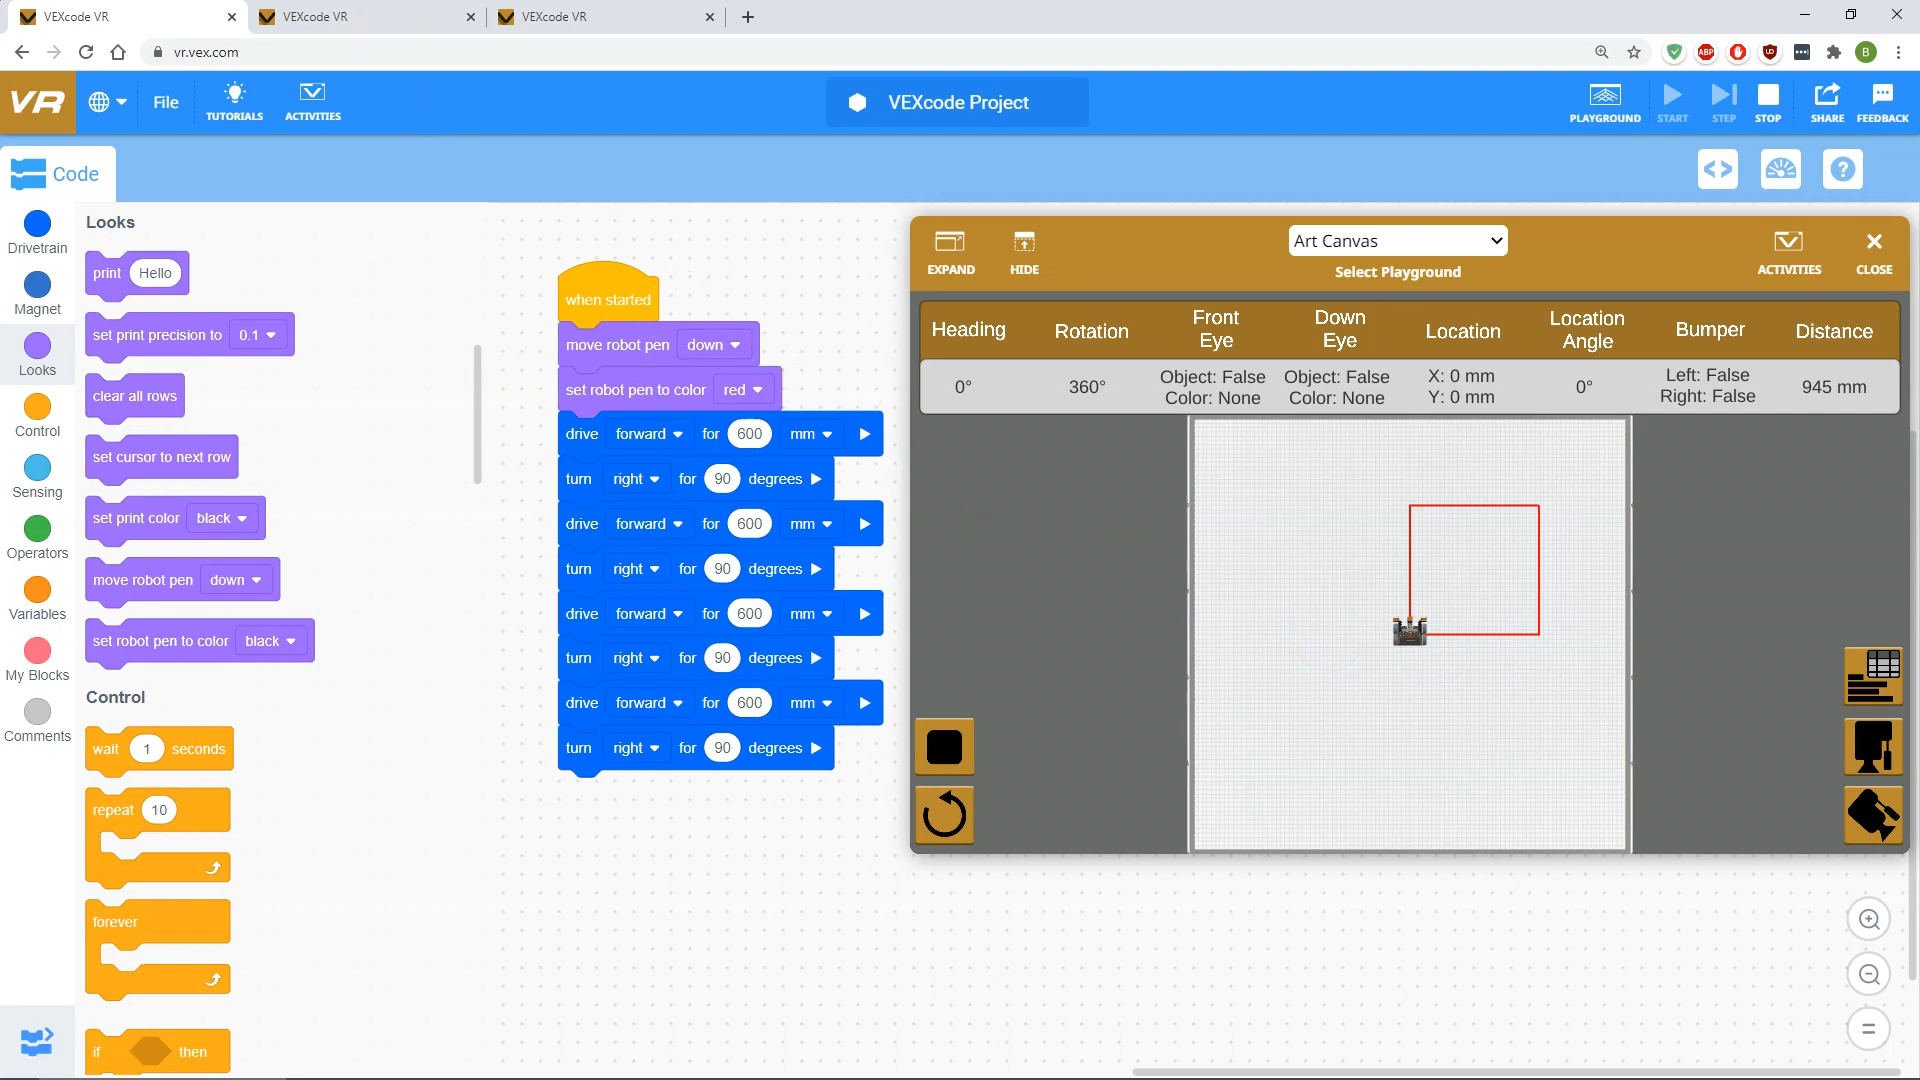 VEXcode VR
VEXcode VR
VEXcode VR
vr.vex.com
ABP
B
VR
File
TUTORIALS
ACTIVITIES
VEXcode Project
PLAYGROUND
START
STEP
STOP
SHARE
FEEDBACK
Code
Drivetrain
Magnet
Looks
Control
Sensing
Operators
Variables
My Blocks
Comments
Looks
print Hello
set print precision to 0.1
clear all rows
set cursor to next row
set print color black
move robot pen down
set robot pen to color black
Control
wait 1 seconds
repeat 10
forever
if then
when started
move robot pen down
set robot pen to color red
drive forward for 600 mm
turn right for 90 degrees
drive forward for 600 mm
turn right for 90 degrees
drive forward for 600 mm
turn right for 90 degrees
drive forward for 600 mm
turn right for 90 degrees
EXPAND
HIDE
Art Canvas
Select Playground
ACTIVITIES
CLOSE
Heading Rotation Front Eye Down Eye Location Location Angle Bumper Distance
0° 360° Object: False Object: False X: 0 mm 0° Left: False 945 mm
Color: None Color: None Y: 0 mm Right: False